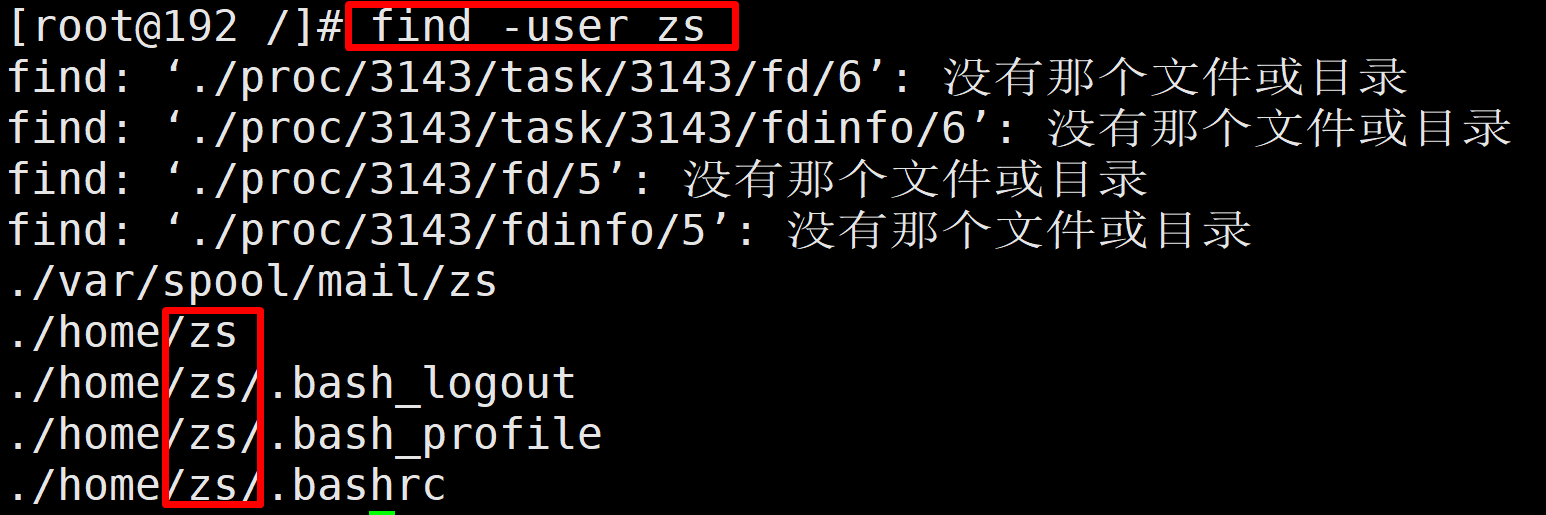 [root@192 /]# find -user zs
find: ‘./proc/3143/task/3143/fd/6’: 没有那个文件或目录
find: ‘./proc/3143/task/3143/fdinfo/6’: 没有那个文件或目录
find: ‘./proc/3143/fd/5’: 没有那个文件或目录
find: ‘./proc/3143/fdinfo/5’: 没有那个文件或目录
./var/spool/mail/zs
./home/zs
./home/zs/.bash_logout
./home/zs/.bash_profile
./home/zs/.bashrc